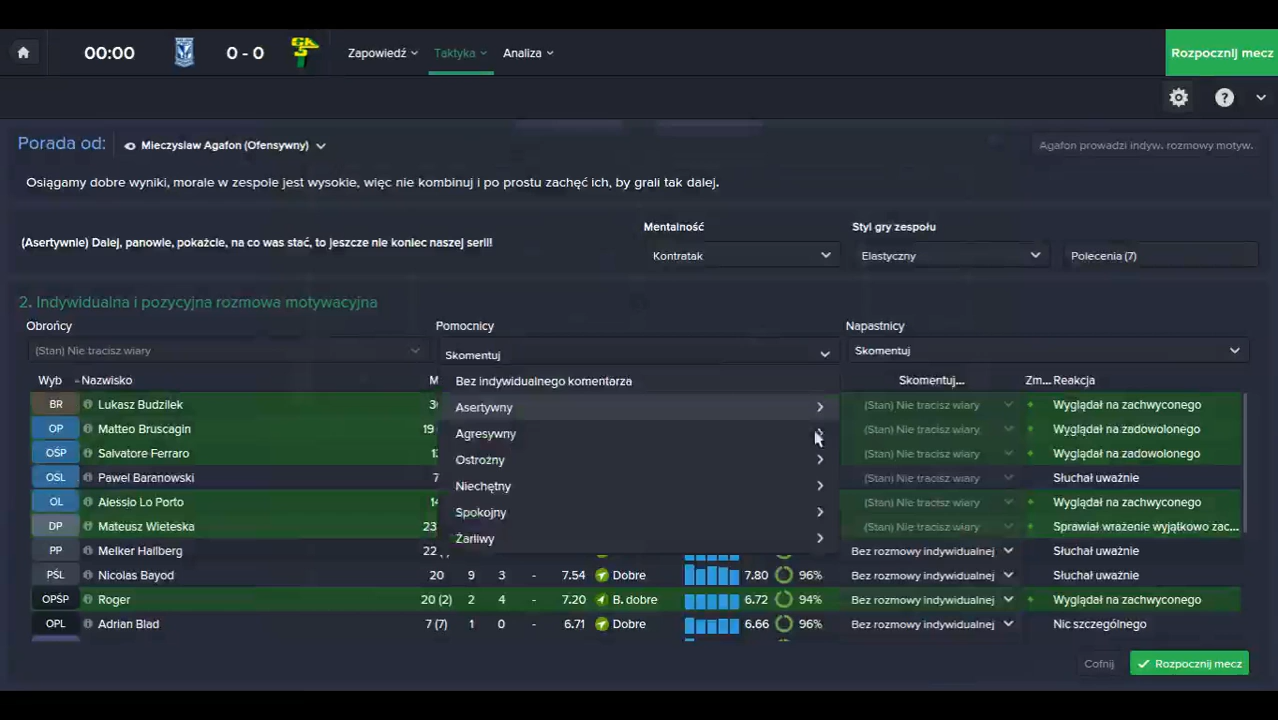 00:00
0 - 0
Zapowiedź
Taktyka
Analiza
Rozpocznij mecz
Porada od:
Mieczyslaw Agafon (Ofensywny)
Agafon prowadzi indyw. rozmowy motyw.
Osiągamy dobre wyniki, morale w zespole jest wysokie, więc nie kombinuj i po prostu zachęć ich, by grali tak dalej.
(Asertywnie) Dalej, panowie, pokażcie, na co was stać, to jeszcze nie koniec naszej serii!
Mentalność
Kontratak
Styl gry zespołu
Elastyczny
Polecenia (7)
2. Indywidualna i pozycyjna rozmowa motywacyjna
Obrońcy
Pomocnicy
Napastnicy
(Stan) Nie tracisz wiary
Skomentuj
Skomentuj
Bez indywidualnego komentarza
Asertywny
Agresywny
Ostrożny
Niechętny
Spokojny
Żarliwy
Wyb Nazwisko M Skomentuj... Zm... Reakcja
BR Lukasz Budzilek (Stan) Nie tracisz wiary Wyglądał na zachwyconego
OP Matteo Bruscagin 19 (Stan) Nie tracisz wiary Wyglądał na zadowolonego
OŚP Salvatore Ferraro (Stan) Nie tracisz wiary Wyglądał na zadowolonego
OŚL Pawel Baranowski 7 (Stan) Nie tracisz wiary Słuchał uważnie
OL Alessio Lo Porto (Stan) Nie tracisz wiary Wyglądał na zachwyconego
DP Mateusz Wieteska 23 (Stan) Nie tracisz wiary Sprawiał wrażenie wyjątkowo zac...
PP Melker Hallberg 22 Bez rozmowy indywidualnej Słuchał uważnie
PŚL Nicolas Bayod 20 9 3 - 7.54 Dobre 7.80 96% Bez rozmowy indywidualnej Słuchał uważnie
OPŚP Roger 20 (2) 2 4 - 7.20 B. dobre 6.72 94% Bez rozmowy indywidualnej Wyglądał na zachwyconego
OPL Adrian Blad 7 (7) 1 0 - 6.71 Dobre 6.66 96% Bez rozmowy indywidualnej Nic szczególnego
Cofnij
Rozpocznij mecz